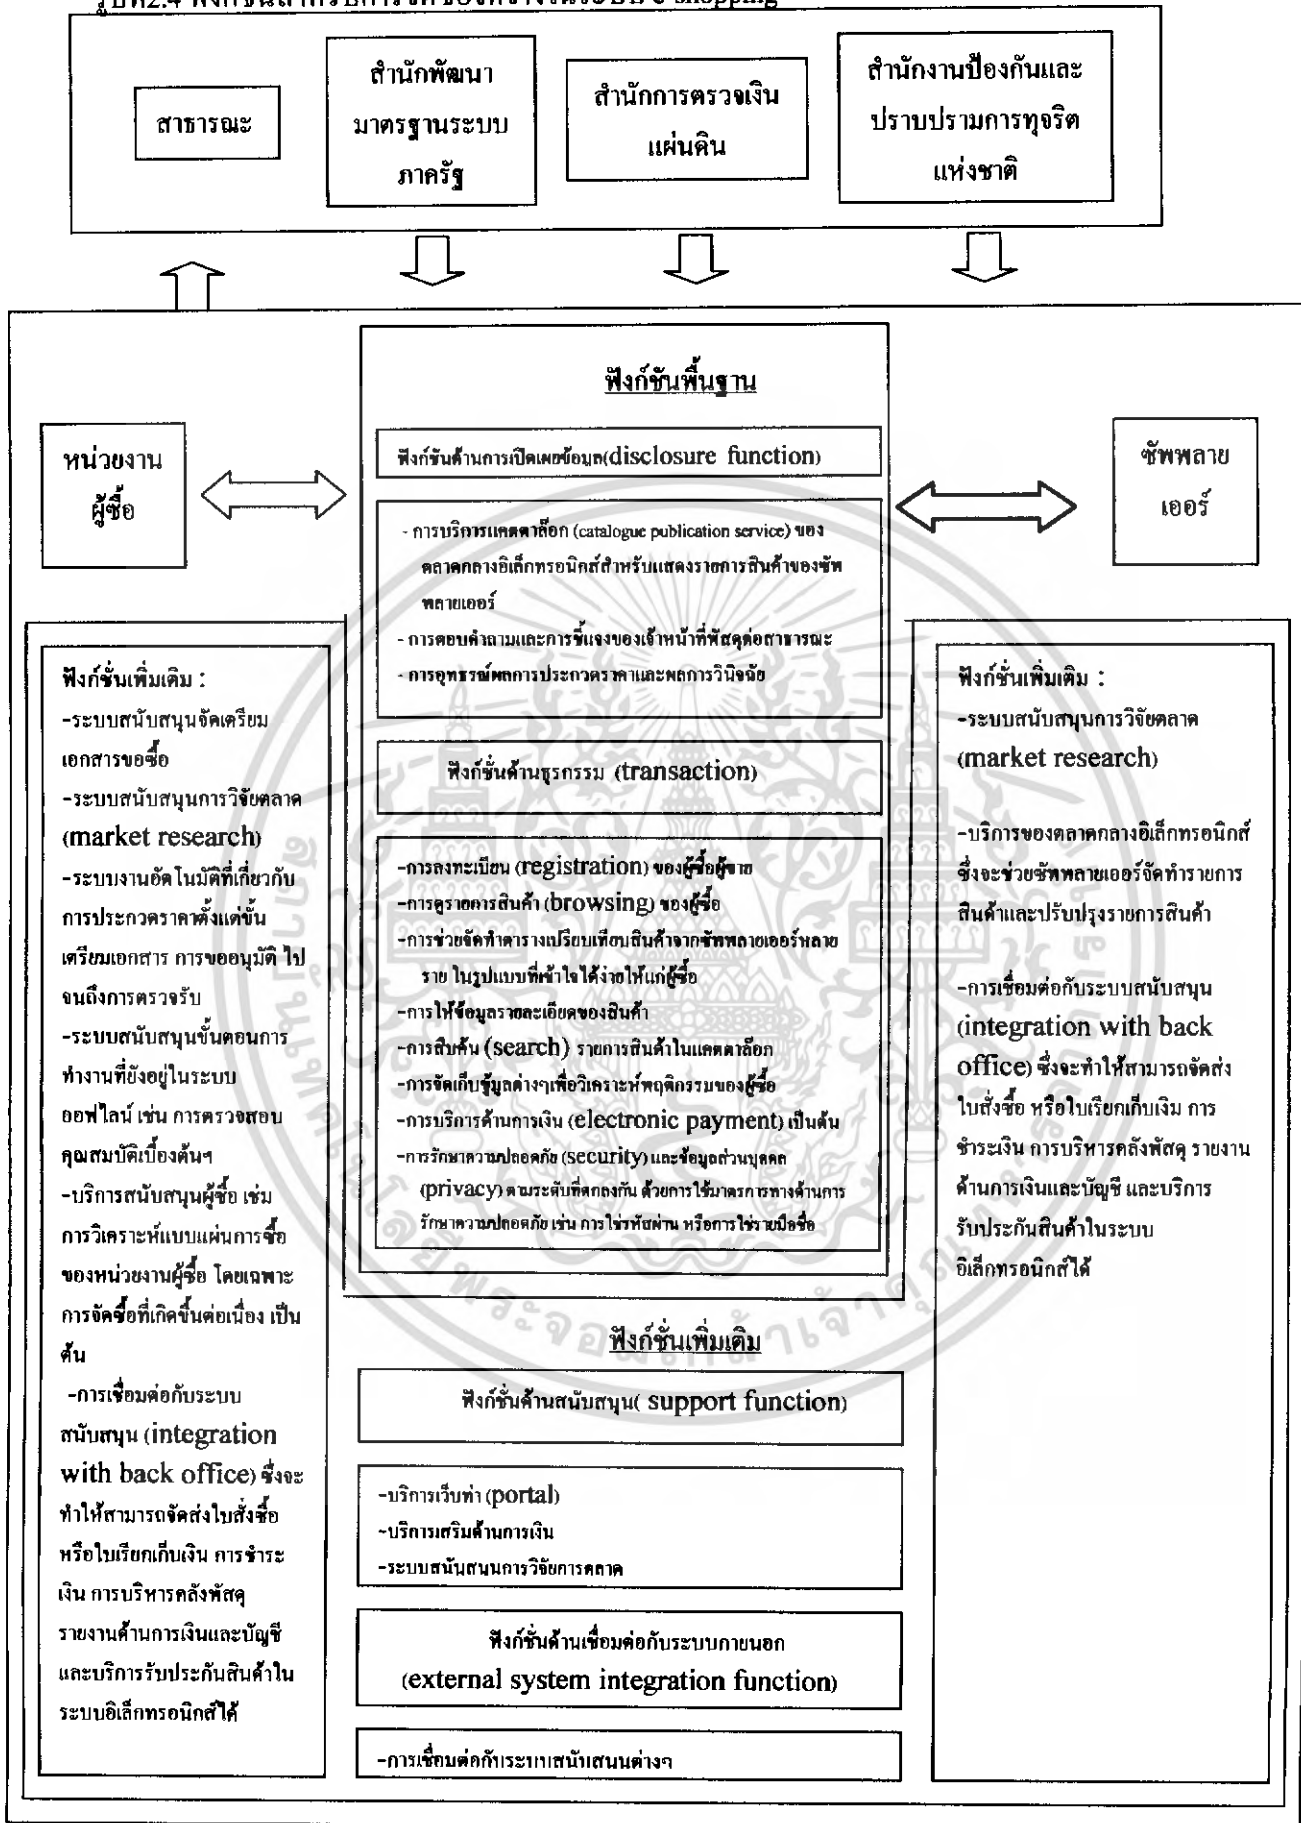 รูปที่2.4 ฟังก์ชันสำหรับการจัดซื้อจัดจ้างในระบบ e-shopping
สาธารณะ
สำนักพัฒนา
มาตรฐานระบบ
ภาครัฐ
สำนักการตรวจเงิน
แผ่นดิน
สำนักงานป้องกันและ
ปราบปรามการทุจริต
แห่งชาติ
หน่วยงาน
ผู้ซื้อ
ซัพพลาย
เออร์
ฟังก์ชันพื้นฐาน
ฟังก์ชันด้านการเปิดเผยข้อมูล(disclosure function)
- การบริการแคตตาล็อก (catalogue publication service) ของ
ตลาดกลางอิเล็กทรอนิกส์สำหรับแสดงรายการสินค้าของซัพ
พลายเออร์
- การตอบคำถามและการชี้แจงของเจ้าหน้าที่พัสดุต่อสาธารณะ
- การอุทธรณ์ผลการประกวดราคาและผลการวินิจฉัย
ฟังก์ชั่นด้านธุรกรรม (transaction)
-การลงทะเบียน (registration) ของผู้ซื้อผู้ขาย
-การดูรายการสินค้า (browsing) ของผู้ซื้อ
-การช่วยจัดทำตารางเปรียบเทียบสินค้าจากซัพพลายเออร์หลาย
ราย ในรูปแบบที่เข้าใจได้ง่ายให้แก่ผู้ซื้อ
-การให้ข้อมูลรายละเอียดของสินค้า
-การสืบค้น (search) รายการสินค้าในแคตตาล็อก
-การจัดเก็บข้อมูลต่างๆเพื่อวิเคราะห์พฤติกรรมของผู้ซื้อ
-การบริการด้านการเงิน (electronic payment) เป็นต้น
-การรักษาความปลอดภัย (security) และข้อมูลส่วนบุคคล
(privacy) ตามระดับที่ตกลงกัน ด้วยการใช้มาตรการทางด้านการ
รักษาความปลอดภัย เช่น การใช้รหัสผ่าน หรือการใช้รายมือชื่อ
ฟังก์ชั่นเพิ่มเติม :
-ระบบสนับสนุนจัดเตรียม
เอกสารขอซื้อ
-ระบบสนับสนุนการวิจัยตลาด
(market research)
-ระบบงานอัตโนมัติที่เกี่ยวกับ
การประกวดราคาตั้งแต่ขั้น
เตรียมเอกสาร การขออนุมัติ ไป
จนถึงการตรวจรับ
-ระบบสนับสนุนขั้นตอนการ
ทำงานที่ยังอยู่ในระบบ
ออฟไลน์ เช่น การตรวจสอบ
คุณสมบัติเบื้องต้นฯ
-บริการสนับสนุนผู้ซื้อ เช่ม
การวิเคราะห์แบบแผ่นการซื้อ
ของหน่วยงานผู้ซื้อ โดยเฉพาะ
การจัดซื้อที่เกิดขึ้นต่อเนื่อง เป็น
ต้น
-การเชื่อมต่อกับระบบ
สนับสนุน (integration
with back office) ซึ่งจะ
ทำให้สามารถจัดส่งใบสั่งซื้อ
หรือใบเรียกเก็บเงิน การชำระ
เงิน การบริหารคลังพัสดุ
รายงานด้านการเงินและบัญชี
และบริการรับประกันสินค้าใน
ระบบอิเล็กทรอนิกส์ได้
ฟังก์ชั่นเพิ่มเติม :
-ระบบสนับสนุนการวิจัยตลาด
(market research)
-บริการของตลาดกลางอิเล็กทรอนิกส์
ซึ่งจะช่วยซัพพลายเออร์จัดทำรายการ
สินค้าและปรับปรุงรายการสินค้า
-การเชื่อมต่อกับระบบสนับสนุน
(integration with back
office) ซึ่งจะทำให้สามารถจัดส่ง
ใบสั่งซื้อ หรือใบเรียกเก็บเงิม การ
ชำระเงิน การบริหารคลังพัสดุ รายงาน
ด้านการเงินและบัญชี และบริการ
รับประกันสินค้าในระบบ
อิเล็กทรอนิกส์ได้
ฟังก์ชั่นเพิ่มเติม
ฟังก์ชั่นด้านสนับสนุน( support function)
-บริการเว็บท่า (portal)
-บริการเสริมด้านการเงิน
-ระบบสนับสนุนการวิจัยการตลาด
ฟังก์ชั่นด้านเชื่อมต่อกับระบบภายนอก
(external system integration function)
-การเชื่อมต่อกับระบบสนับสนุนต่างๆ